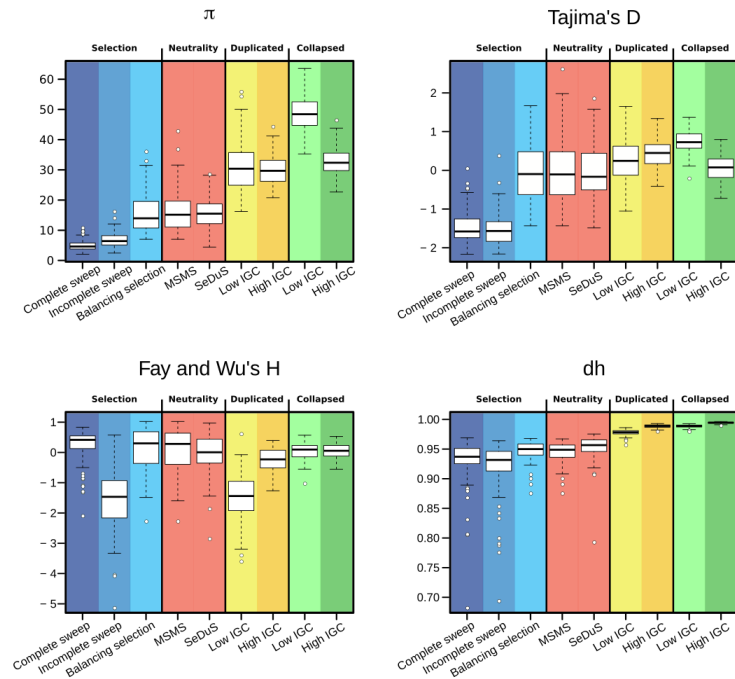 π
Selection Neutrality Duplicated Collapsed
60
50
40
30
20
10
0
Complete sweep
Incomplete sweep
Balancing selection
MSMS
SeDuS
Low IGC
High IGC
Low IGC
High IGC
Tajima's D
Selection Neutrality Duplicated Collapsed
2
1
0
−1
−2
Complete sweep
Incomplete sweep
Balancing selection
MSMS
SeDuS
Low IGC
High IGC
Low IGC
High IGC
Fay and Wu's H
Selection Neutrality Duplicated Collapsed
1
0
−1
−2
−3
−4
−5
Complete sweep
Incomplete sweep
Balancing selection
MSMS
SeDuS
Low IGC
High IGC
Low IGC
High IGC
dh
Selection Neutrality Duplicated Collapsed
1.00
0.95
0.90
0.85
0.80
0.75
0.70
Complete sweep
Incomplete sweep
Balancing selection
MSMS
SeDuS
Low IGC
High IGC
Low IGC
High IGC